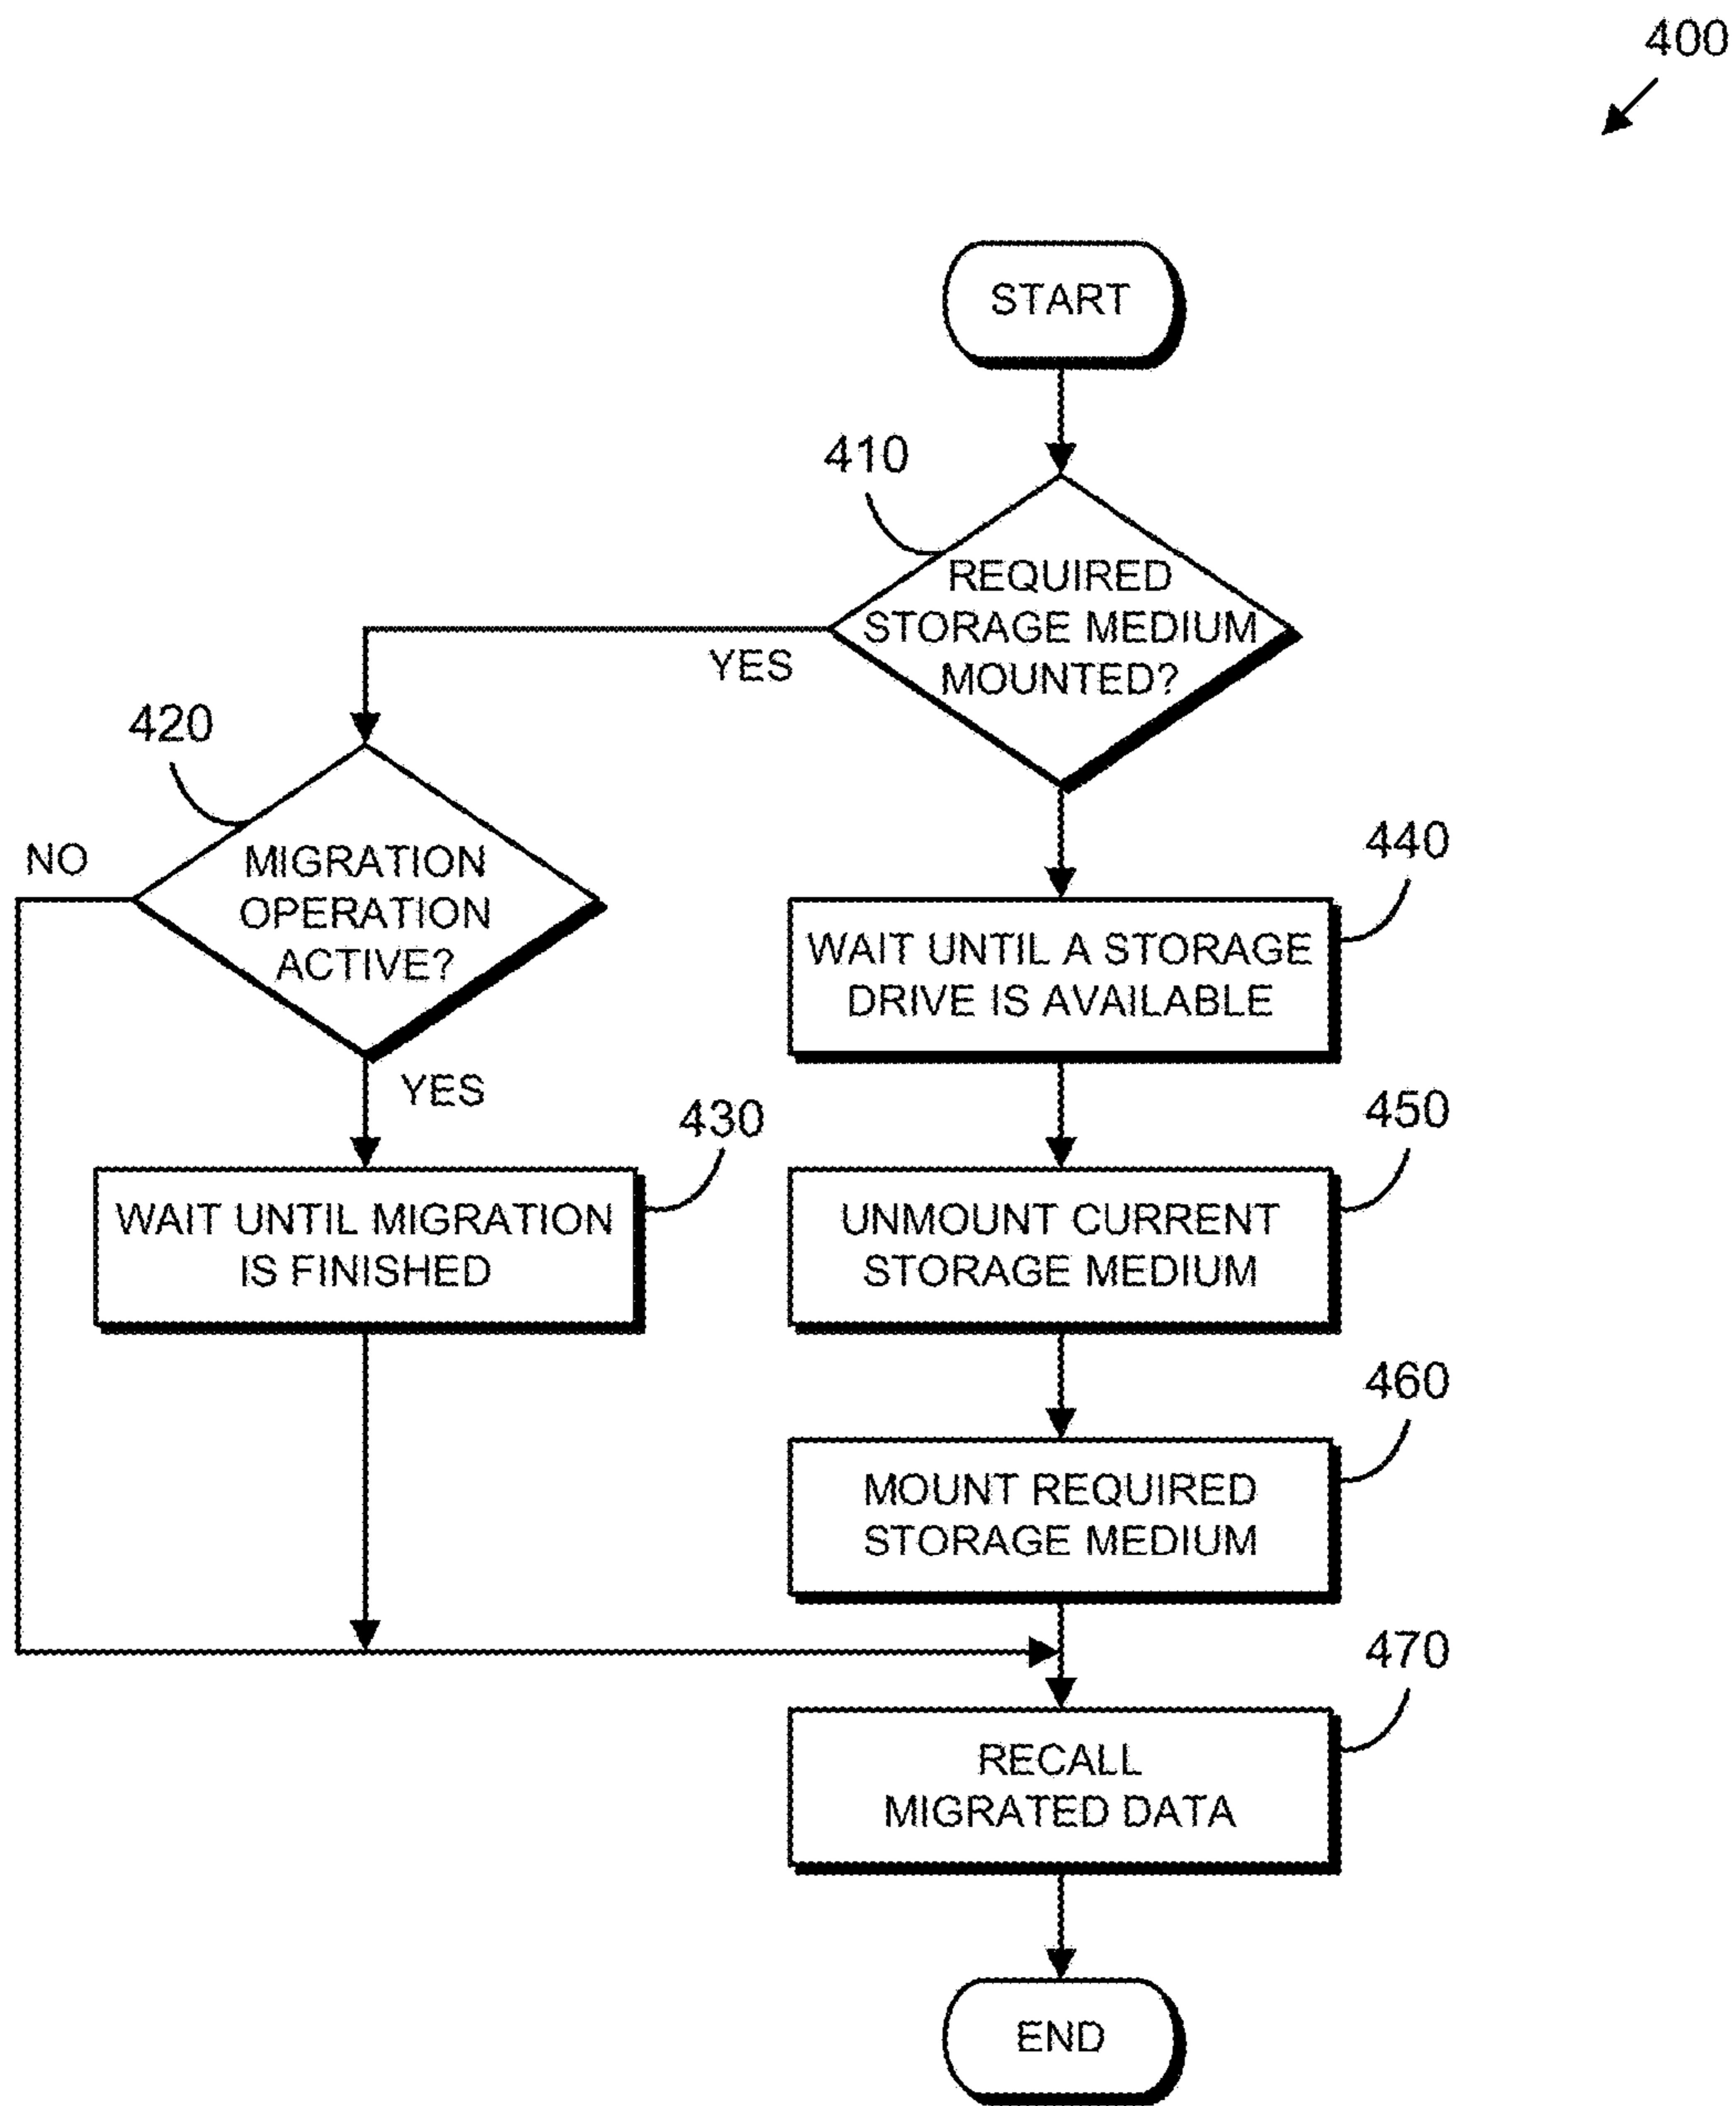 400
START
410
REQUIRED
STORAGE MEDIUM
MOUNTED?
YES
420
NO
MIGRATION
OPERATION
ACTIVE?
YES
440
WAIT UNTIL A STORAGE
DRIVE IS AVAILABLE
430
WAIT UNTIL MIGRATION
IS FINISHED
450
UNMOUNT CURRENT
STORAGE MEDIUM
460
MOUNT REQUIRED
STORAGE MEDIUM
470
RECALL
MIGRATED DATA
END